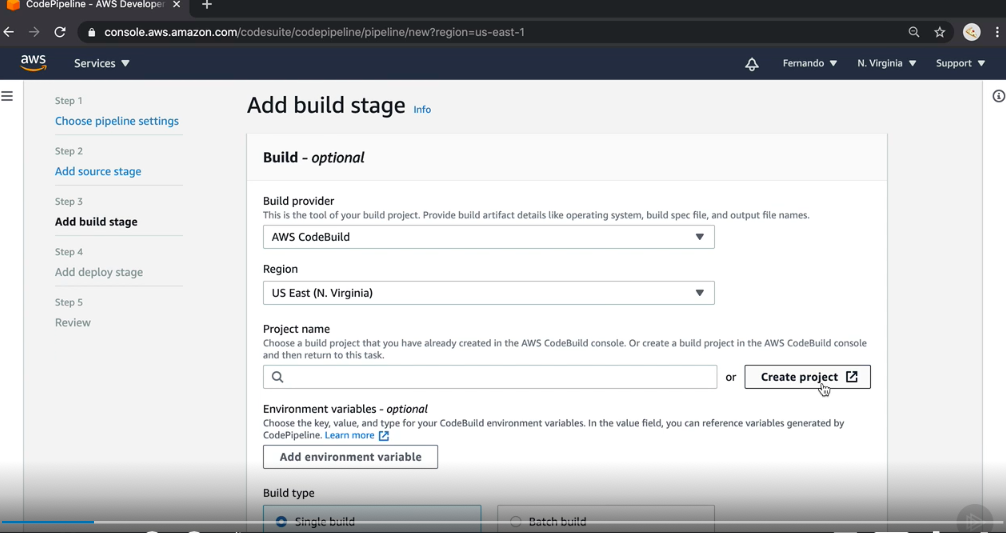 CodePipeline - AWS Developer
console.aws.amazon.com/codesuite/codepipeline/pipeline/new?region=us-east-1
aws
Services
Fernando
N. Virginia
Support
Step 1
Choose pipeline settings
Step 2
Add source stage
Step 3
Add build stage
Step 4
Add deploy stage
Step 5
Review
Add build stage Info
Build - optional
Build provider
This is the tool of your build project. Provide build artifact details like operating system, build spec file, and output file names.
AWS CodeBuild
Region
US East (N. Virginia)
Project name
Choose a build project that you have already created in the AWS CodeBuild console. Or create a build project in the AWS CodeBuild console
and then return to this task.
or
Create project
Environment variables - optional
Choose the key, value, and type for your CodeBuild environment variables. In the value field, you can reference variables generated by
CodePipeline. Learn more
Add environment variable
Build type
Single build
Batch build